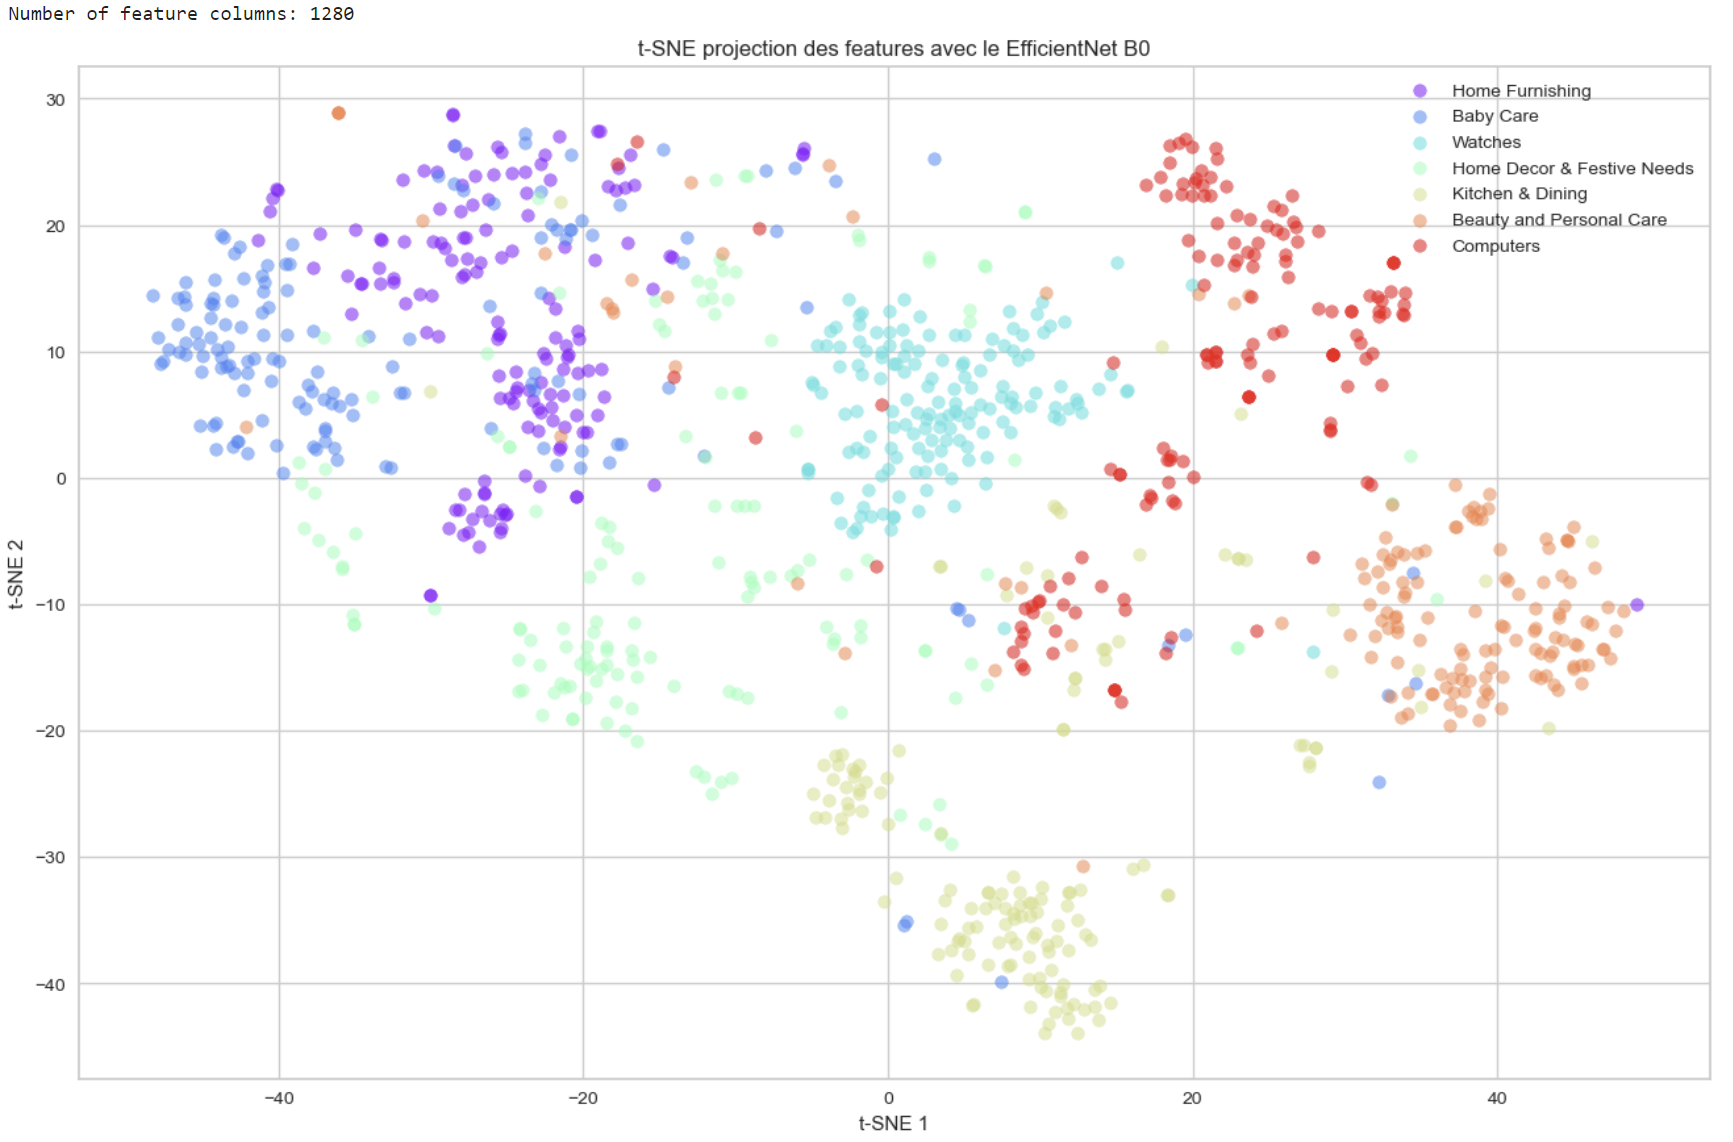 Number of feature columns: 1280
t-SNE projection des features avec le EfficientNet B0
Home Furnishing
Baby Care
Watches
Home Decor & Festive Needs
Kitchen & Dining
Beauty and Personal Care
Computers
30
20
10
0
−10
−20
−30
−40
t-SNE 2
−40 −20 0 20 40
t-SNE 1